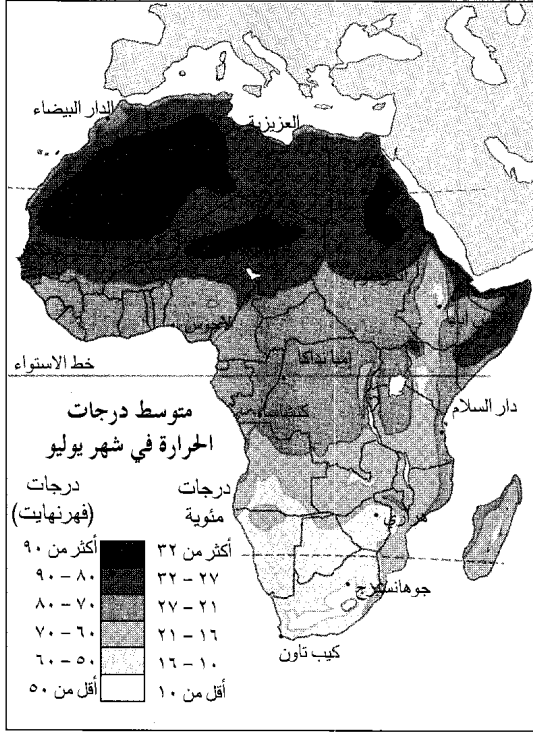 الدار البيضاء
العزيزية
لاجوس
إمبانداكا
خط الاستواء
كنشاسا
دار السلام
متوسط درجات
الحرارة في شهر يوليو
هراري
جوهانسبرج
كيب تاون
درجات مئوية
درجات (فهرنهايت)
أكثر من ٣٢
أكثر من ٩٠
٢٧ – ٣٢
٨٠ – ٩٠
٢١ – ٢٧
٧٠ – ٨٠
١٦ – ٢١
٦٠ – ٧٠
١٠ – ١٦
٥٠ – ٦٠
أقل من ١٠
أقل من ٥٠